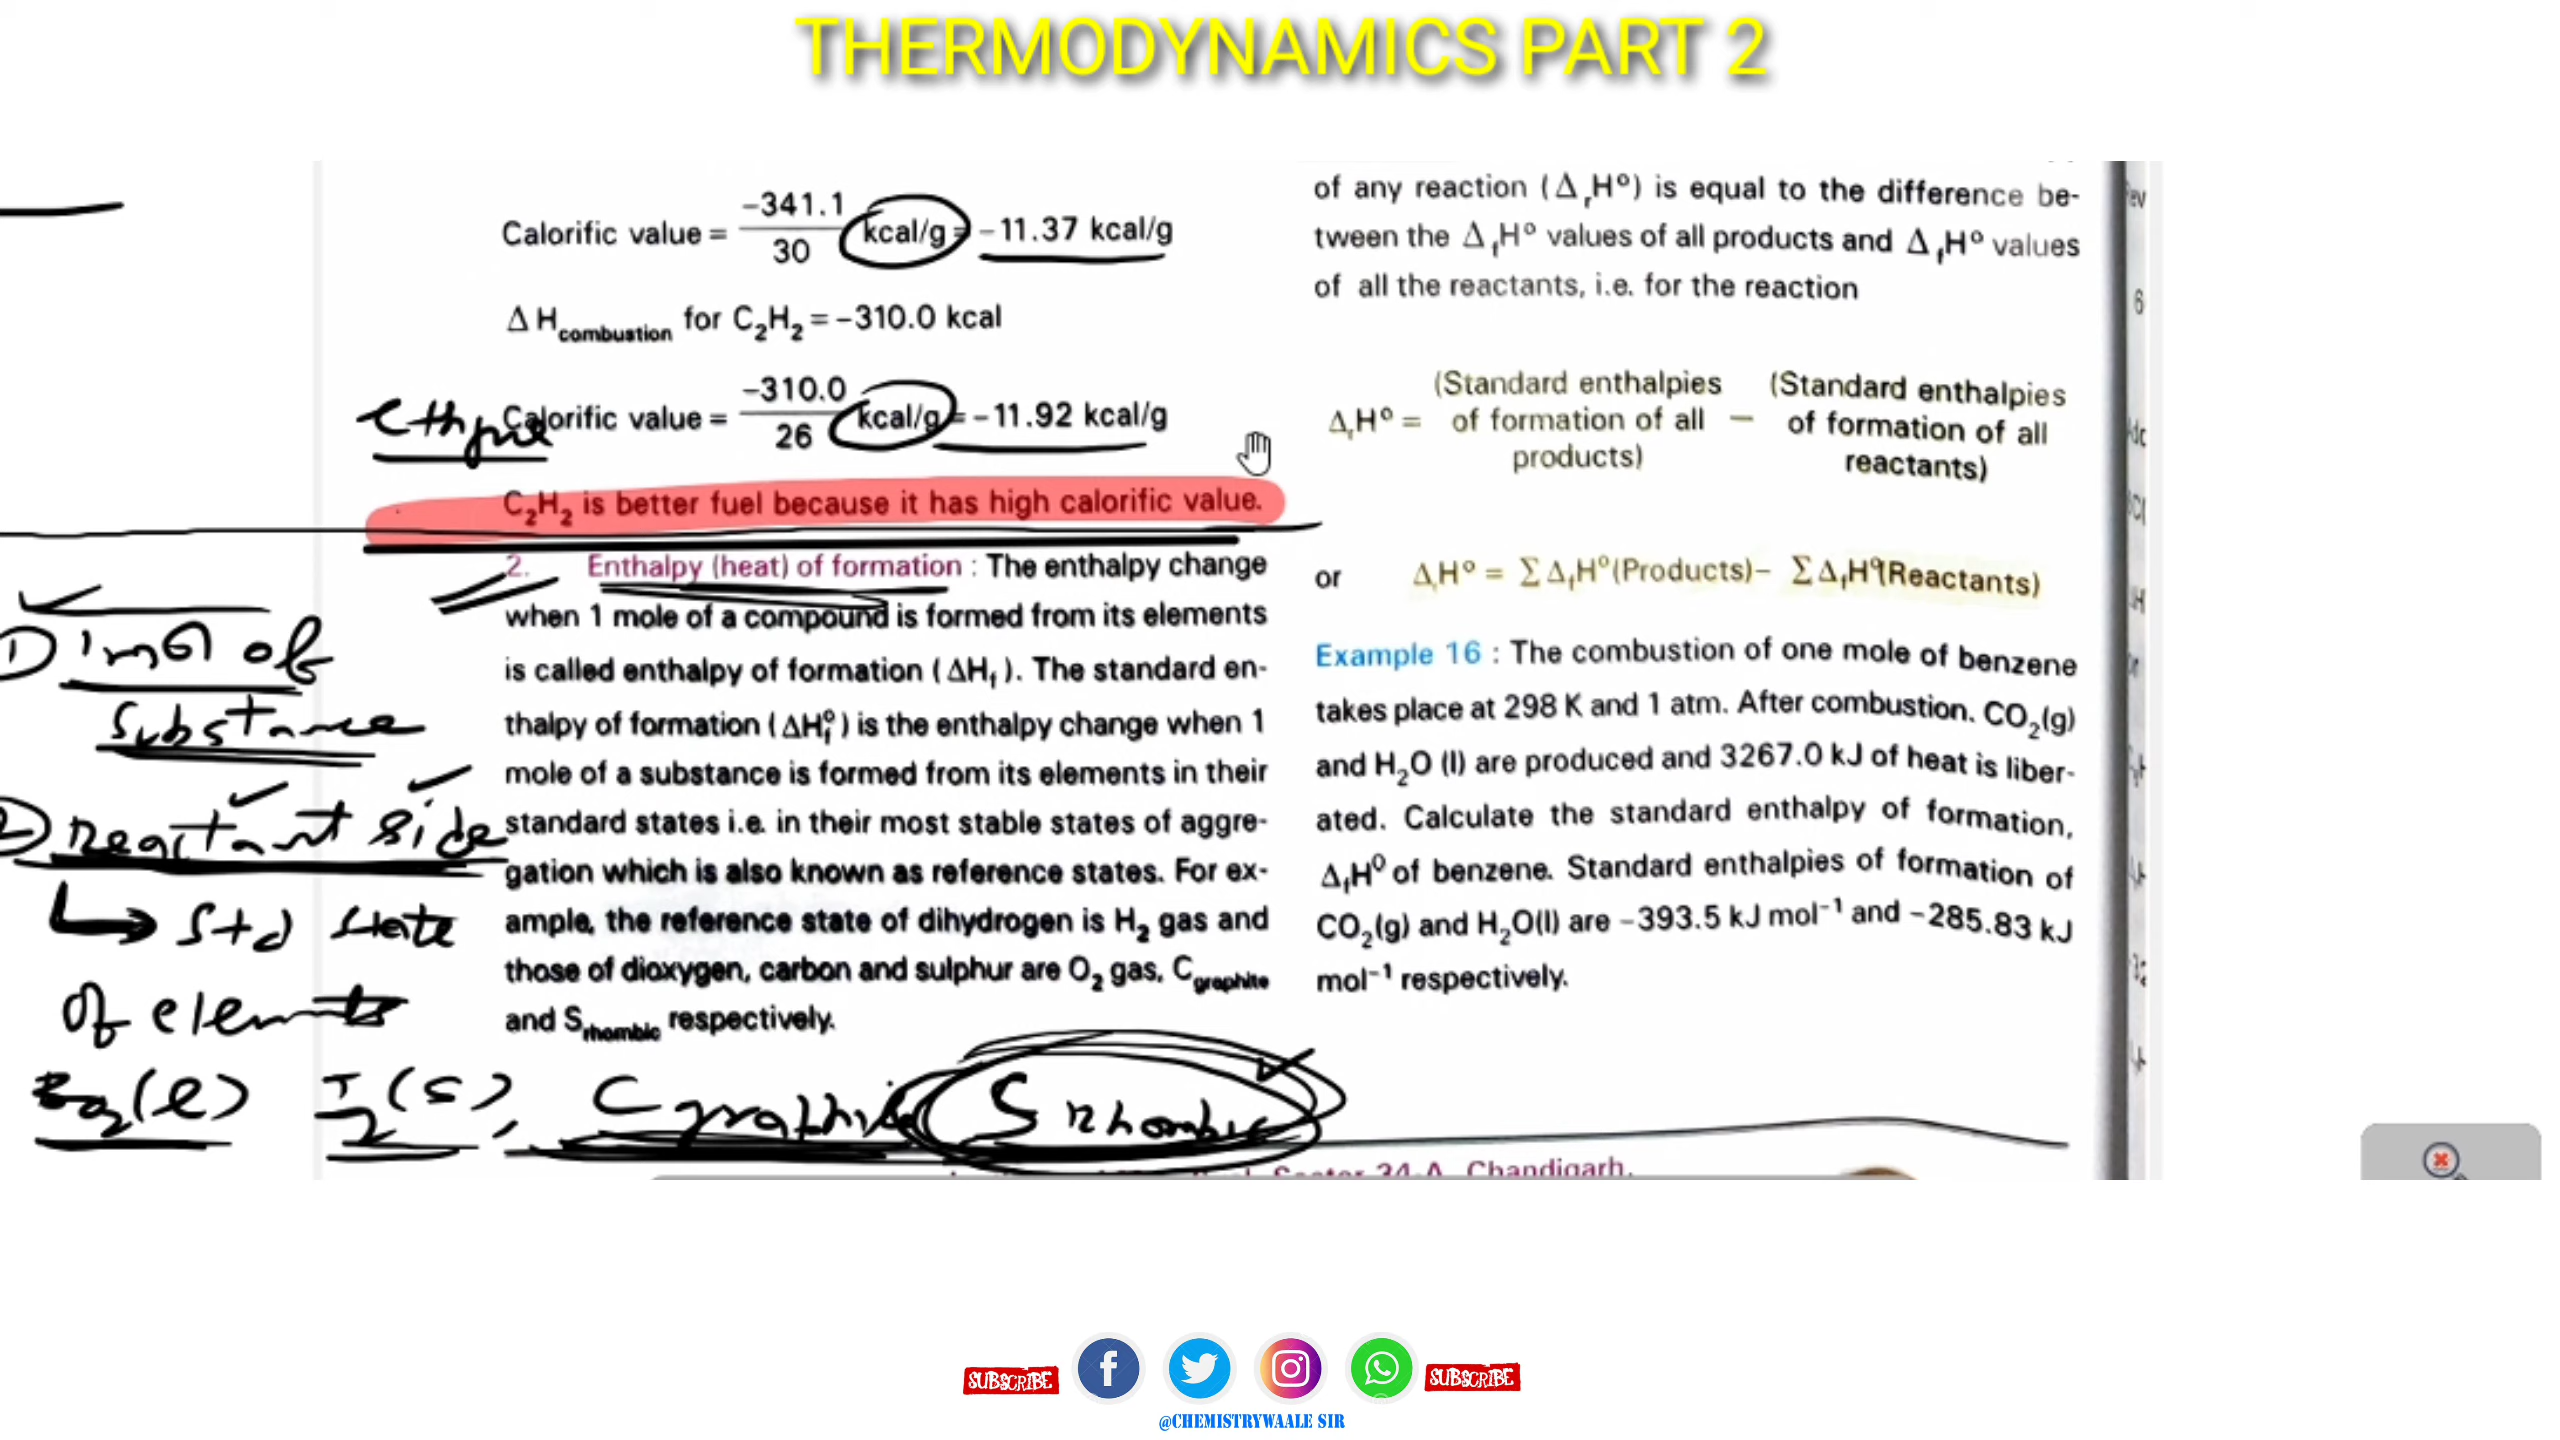 THERMODYNAMICS PART 2
Calorific value = −341.1/30 kcal/g = −11.37 kcal/g
Δ H combustion for C₂H₂ = −310.0 kcal
Calorific value = −310.0/26 kcal/g = −11.92 kcal/g
C₂H₂ is better fuel because it has high calorific value.
2. Enthalpy (heat) of formation : The enthalpy change
when 1 mole of a compound is formed from its elements
is called enthalpy of formation (ΔHf). The standard en-
thalpy of formation (ΔHf°) is the enthalpy change when 1
mole of a substance is formed from its elements in their
standard states i.e. in their most stable states of aggre-
gation which is also known as reference states. For ex-
ample, the reference state of dihydrogen is H₂ gas and
those of dioxygen, carbon and sulphur are O₂ gas, C graphite
and S rhombic respectively.
1) 1 mol of
substance
2) reactant side
↳ Std state
of elements
(l) I₂(s), C graphite S rhombic
of any reaction (ΔrH°) is equal to the difference be-
tween the ΔfH° values of all products and ΔfH° values
of all the reactants, i.e. for the reaction
(Standard enthalpies − (Standard enthalpies
ΔrH° = of formation of all of formation of all
products) reactants)
or ΔrH° = Σ ΔfH°(Products) − Σ ΔfH°(Reactants)
Example 16 : The combustion of one mole of benzene
takes place at 298 K and 1 atm. After combustion, CO₂(g)
and H₂O (l) are produced and 3267.0 kJ of heat is liber-
ated. Calculate the standard enthalpy of formation,
ΔfH⁰ of benzene. Standard enthalpies of formation of
CO₂(g) and H₂O(l) are −393.5 kJ mol⁻¹ and −285.83 kJ
mol⁻¹ respectively.
Sector 34-A, Chandigarh.
SUBSCRIBE SUBSCRIBE
@CHEMISTRYWAALE SIR